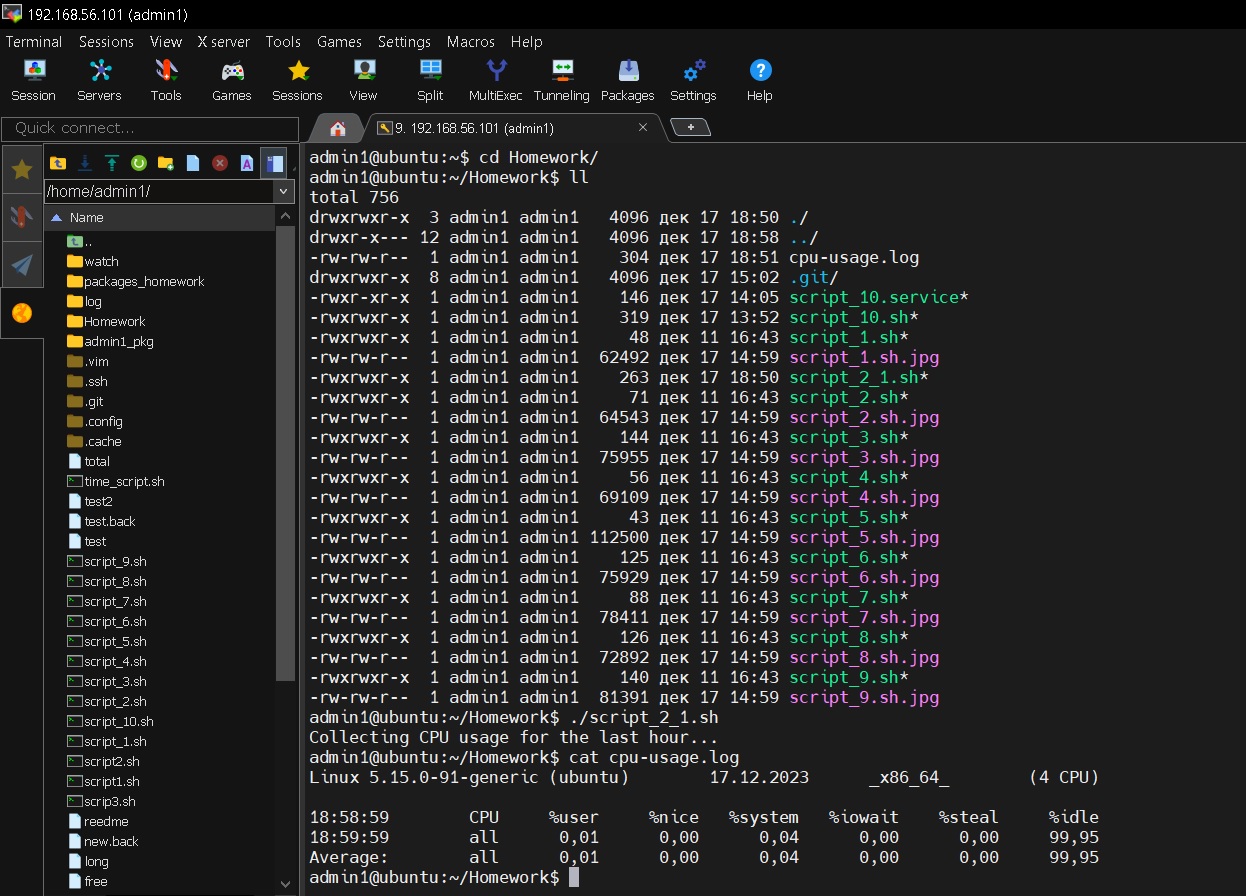 192.168.56.101 (admin1)
Terminal Sessions View X server Tools Games Settings Macros Help
Session Servers Tools Games Sessions View Split MultiExec Tunneling Packages Settings Help
Quick connect...
9. 192.168.56.101 (admin1)
/home/admin1/
Name
..
watch
packages_homework
log
Homework
admin1_pkg
.vim
.ssh
.git
.config
.cache
total
time_script.sh
test2
test.back
test
script_9.sh
script_8.sh
script_7.sh
script_6.sh
script_5.sh
script_4.sh
script_3.sh
script_2.sh
script_10.sh
script_1.sh
script2.sh
script1.sh
scrip3.sh
reedme
new.back
long
free
admin1@ubuntu:~$ cd Homework/
admin1@ubuntu:~/Homework$ ll
total 756
drwxrwxr-x  3 admin1 admin1   4096 дек 17 18:50 ./
drwxr-x--- 12 admin1 admin1   4096 дек 17 18:58 ../
-rw-rw-r--  1 admin1 admin1    304 дек 17 18:51 cpu-usage.log
drwxrwxr-x  8 admin1 admin1   4096 дек 17 15:02 .git/
-rwxr-xr-x  1 admin1 admin1    146 дек 17 14:05 script_10.service*
-rwxrwxr-x  1 admin1 admin1    319 дек 17 13:52 script_10.sh*
-rwxrwxr-x  1 admin1 admin1     48 дек 11 16:43 script_1.sh*
-rw-rw-r--  1 admin1 admin1  62492 дек 17 14:59 script_1.sh.jpg
-rwxrwxr-x  1 admin1 admin1    263 дек 17 18:50 script_2_1.sh*
-rwxrwxr-x  1 admin1 admin1     71 дек 11 16:43 script_2.sh*
-rw-rw-r--  1 admin1 admin1  64543 дек 17 14:59 script_2.sh.jpg
-rwxrwxr-x  1 admin1 admin1    144 дек 11 16:43 script_3.sh*
-rw-rw-r--  1 admin1 admin1  75955 дек 17 14:59 script_3.sh.jpg
-rwxrwxr-x  1 admin1 admin1     56 дек 11 16:43 script_4.sh*
-rw-rw-r--  1 admin1 admin1  69109 дек 17 14:59 script_4.sh.jpg
-rwxrwxr-x  1 admin1 admin1     43 дек 11 16:43 script_5.sh*
-rw-rw-r--  1 admin1 admin1 112500 дек 17 14:59 script_5.sh.jpg
-rwxrwxr-x  1 admin1 admin1    125 дек 11 16:43 script_6.sh*
-rw-rw-r--  1 admin1 admin1  75929 дек 17 14:59 script_6.sh.jpg
-rwxrwxr-x  1 admin1 admin1     88 дек 11 16:43 script_7.sh*
-rw-rw-r--  1 admin1 admin1  78411 дек 17 14:59 script_7.sh.jpg
-rwxrwxr-x  1 admin1 admin1    126 дек 11 16:43 script_8.sh*
-rw-rw-r--  1 admin1 admin1  72892 дек 17 14:59 script_8.sh.jpg
-rwxrwxr-x  1 admin1 admin1    140 дек 11 16:43 script_9.sh*
-rw-rw-r--  1 admin1 admin1  81391 дек 17 14:59 script_9.sh.jpg
admin1@ubuntu:~/Homework$ ./script_2_1.sh
Collecting CPU usage for the last hour...
admin1@ubuntu:~/Homework$ cat cpu-usage.log
Linux 5.15.0-91-generic (ubuntu)        17.12.2023      _x86_64_        (4 CPU)
18:58:59        CPU     %user     %nice   %system   %iowait    %steal     %idle
18:59:59        all      0,01      0,00      0,04      0,00      0,00     99,95
Average:        all      0,01      0,00      0,04      0,00      0,00     99,95
admin1@ubuntu:~/Homework$